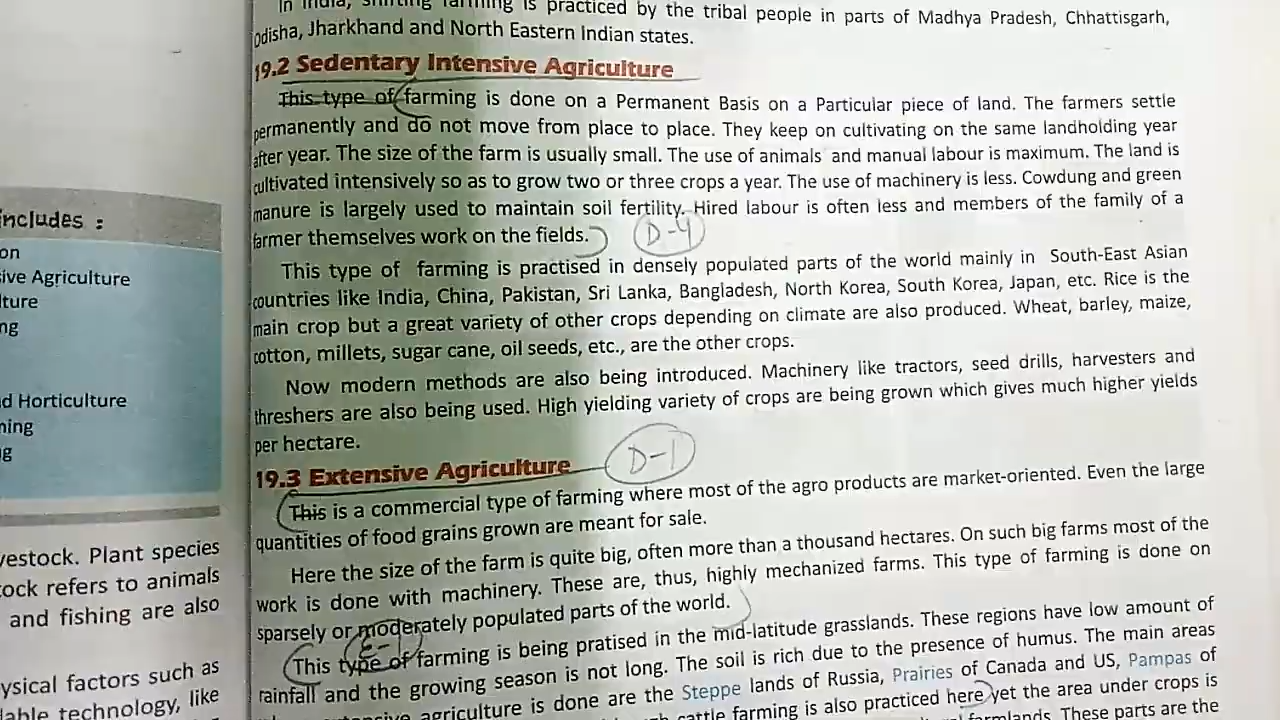 In India, shifting farming is practiced by the tribal people in parts of Madhya Pradesh, Chhattisgarh,
Odisha, Jharkhand and North Eastern Indian states.
19.2 Sedentary Intensive Agriculture
This type of farming is done on a Permanent Basis on a Particular piece of land. The farmers settle
permanently and do not move from place to place. They keep on cultivating on the same landholding year
after year. The size of the farm is usually small. The use of animals and manual labour is maximum. The land is
cultivated intensively so as to grow two or three crops a year. The use of machinery is less. Cowdung and green
manure is largely used to maintain soil fertility. Hired labour is often less and members of the family of a
farmer themselves work on the fields.
D-4
This type of farming is practised in densely populated parts of the world mainly in South-East Asian
countries like India, China, Pakistan, Sri Lanka, Bangladesh, North Korea, South Korea, Japan, etc. Rice is the
main crop but a great variety of other crops depending on climate are also produced. Wheat, barley, maize,
cotton, millets, sugar cane, oil seeds, etc., are the other crops.
Now modern methods are also being introduced. Machinery like tractors, seed drills, harvesters and
threshers are also being used. High yielding variety of crops are being grown which gives much higher yields
per hectare.
19.3 Extensive Agriculture
D-1
This is a commercial type of farming where most of the agro products are market-oriented. Even the large
quantities of food grains grown are meant for sale.
Here the size of the farm is quite big, often more than a thousand hectares. On such big farms most of the
work is done with machinery. These are, thus, highly mechanized farms. This type of farming is done on
sparsely or moderately populated parts of the world.
This type of farming is being pratised in the mid-latitude grasslands. These regions have low amount of
rainfall and the growing season is not long. The soil is rich due to the presence of humus. The main areas
agriculture is done are the Steppe lands of Russia, Prairies of Canada and US, Pampas of
cattle farming is also practiced here yet the area under crops is
farmlands. These parts are the
includes :
on
ive Agriculture
lture
ng
d Horticulture
ning
g
vestock. Plant species
ock refers to animals
and fishing are also
ysical factors such as
lable technology, like